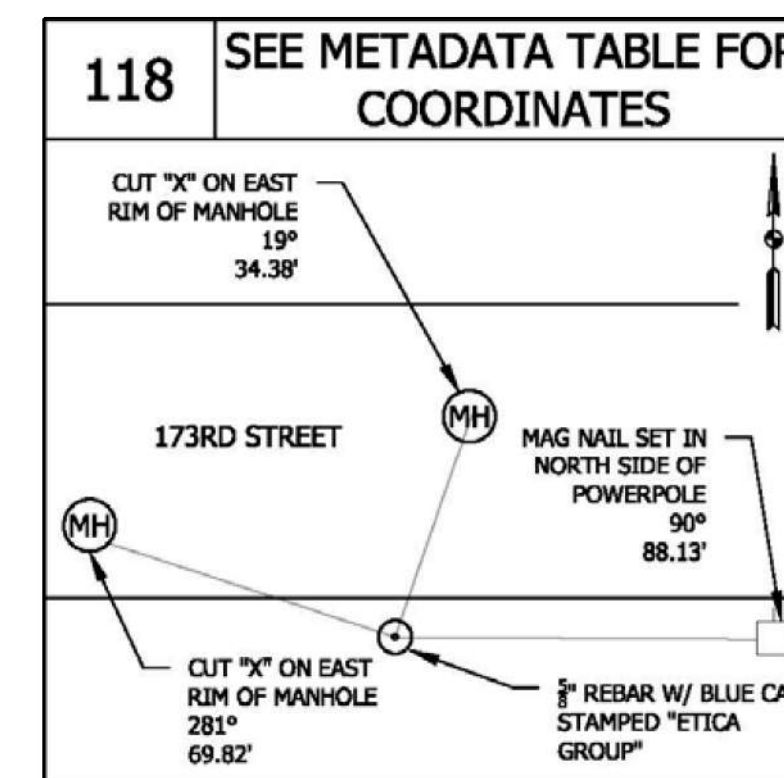 118
SEE METADATA TABLE FOR
COORDINATES
CUT "X" ON EAST
RIM OF MANHOLE
19°
34.38'
MH
173RD STREET
MAG NAIL SET IN
NORTH SIDE OF
POWERPOLE
90°
88.13'
MH
CUT "X" ON EAST
RIM OF MANHOLE
281°
69.82'
⅝" REBAR W/ BLUE CA
STAMPED "ETICA
GROUP"